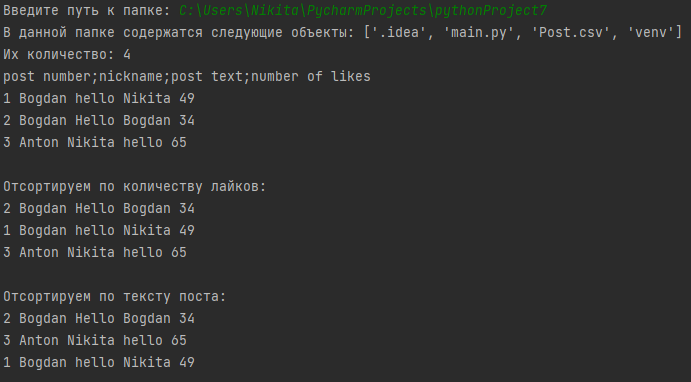 Введите путь к папке: C:\Users\Nikita\PycharmProjects\pythonProject7
В данной папке содержатся следующие объекты: ['.idea', 'main.py', 'Post.csv', 'venv']
Их количество: 4
post number;nickname;post text;number of likes
1 Bogdan hello Nikita 49
2 Bogdan Hello Bogdan 34
3 Anton Nikita hello 65

Отсортируем по количеству лайков:
2 Bogdan Hello Bogdan 34
1 Bogdan hello Nikita 49
3 Anton Nikita hello 65

Отсортируем по тексту поста:
2 Bogdan Hello Bogdan 34
3 Anton Nikita hello 65
1 Bogdan hello Nikita 49